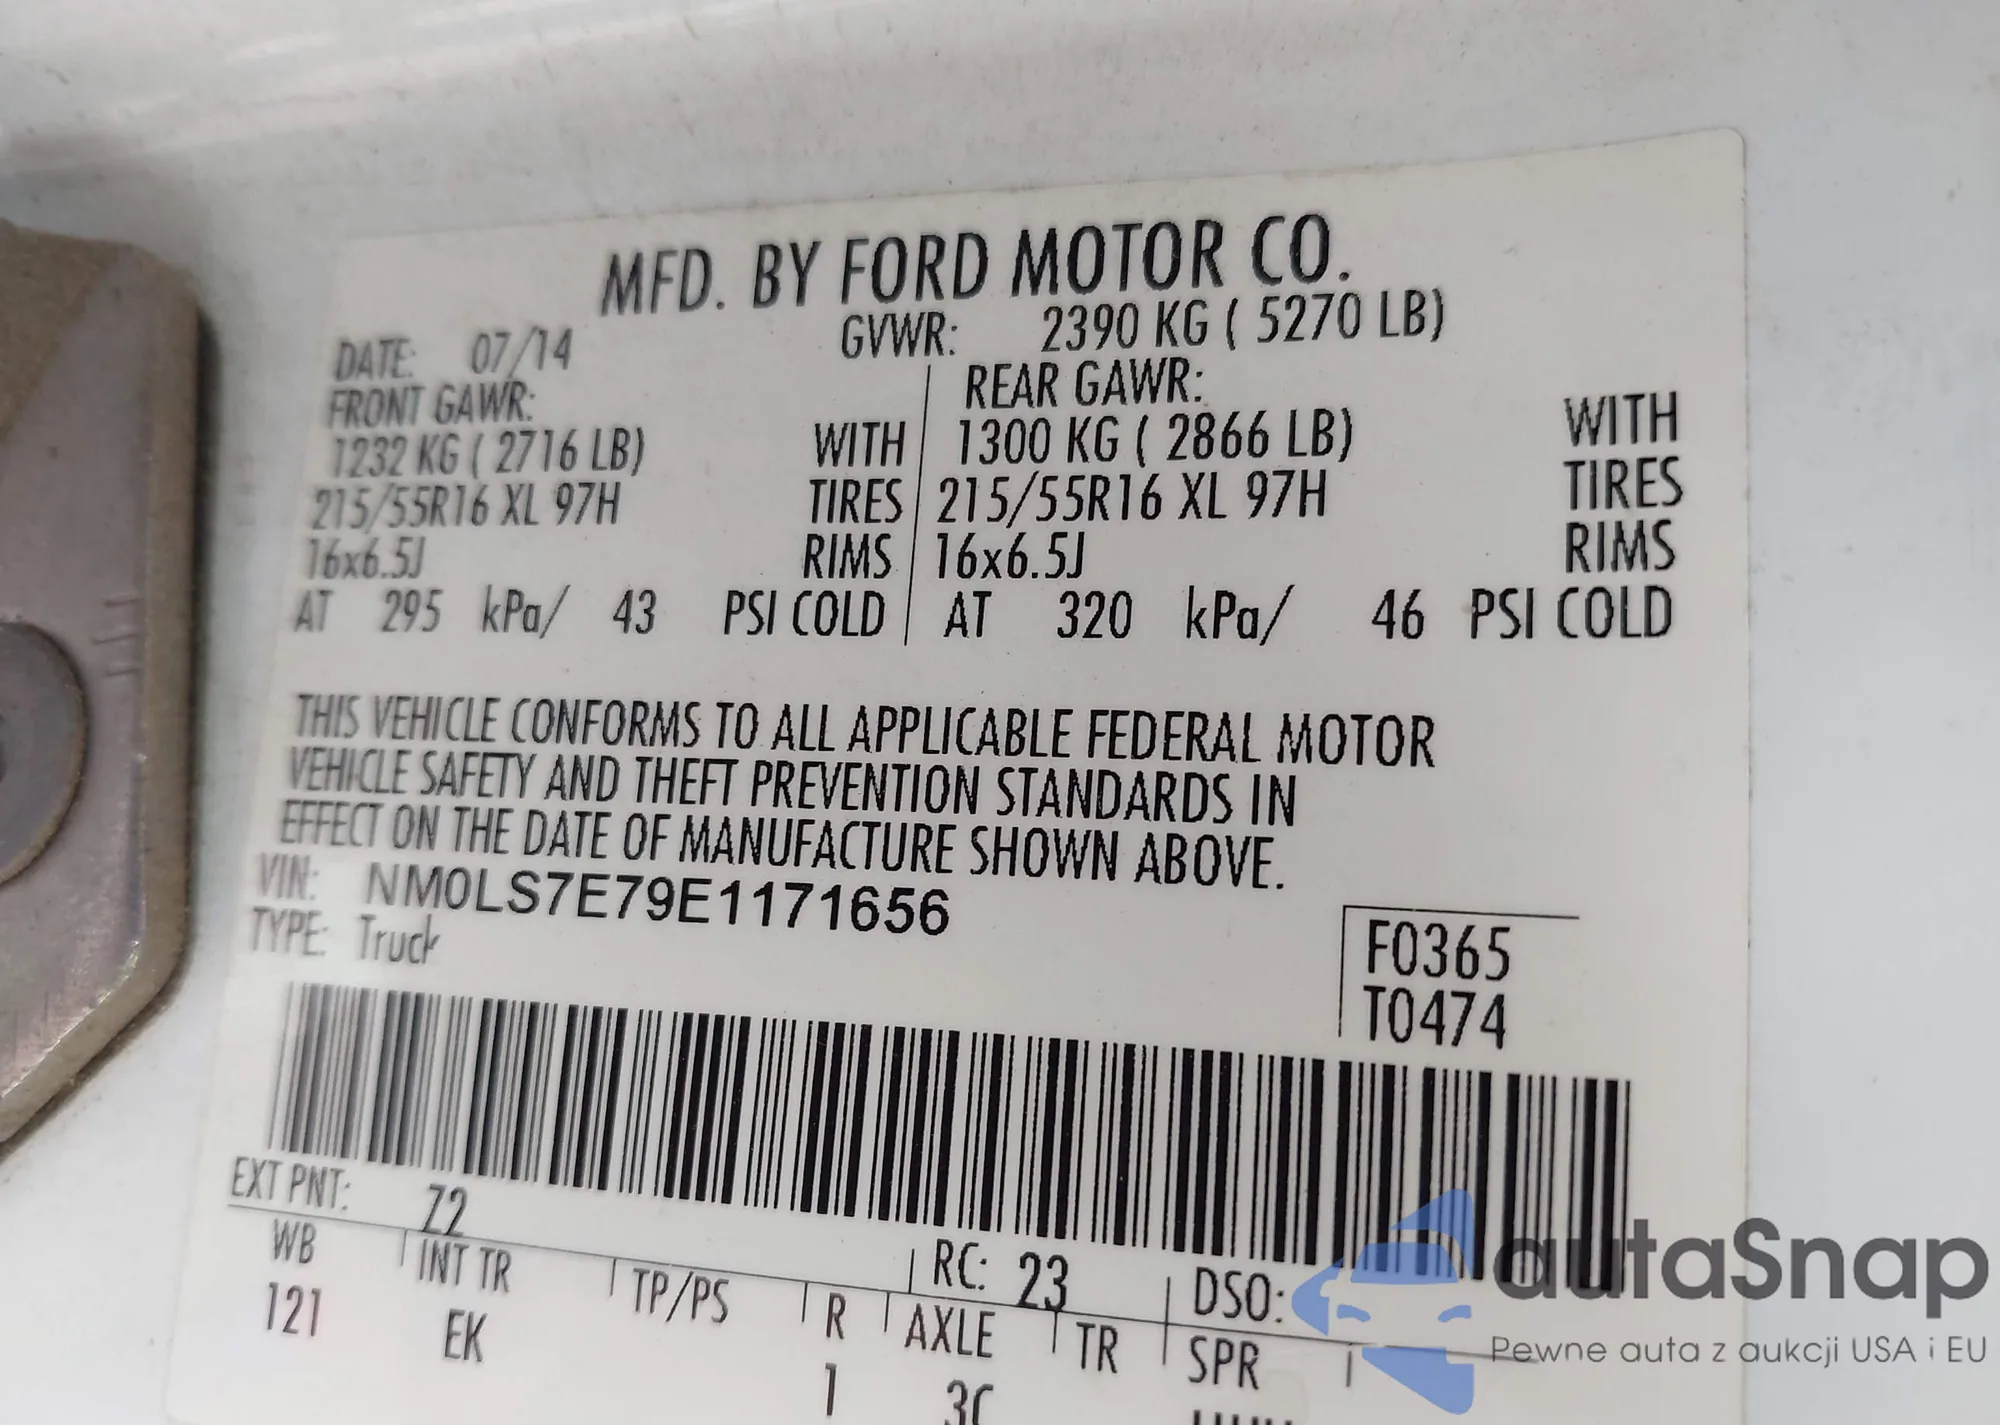 MFD. BY FORD MOTOR CO.
DATE: 07/14 GVWR: 2390 KG ( 5270 LB)
FRONT GAWR: REAR GAWR:
1232 KG ( 2716 LB) WITH 1300 KG ( 2866 LB) WITH
215/55R16 XL 97H TIRES 215/55R16 XL 97H TIRES
16x6.5J RIMS 16x6.5J RIMS
AT 295 kPa/ 43 PSI COLD AT 320 kPa/ 46 PSI COLD
THIS VEHICLE CONFORMS TO ALL APPLICABLE FEDERAL MOTOR
VEHICLE SAFETY AND THEFT PREVENTION STANDARDS IN
EFFECT ON THE DATE OF MANUFACTURE SHOWN ABOVE.
VIN: NM0LS7E79E1171656
TYPE: Truck
F0365
T0474
EXT PNT: Z2 RC: 23 DSO:
WB INT TR TP/PS R AXLE TR SPR
121 EK 1 3C
autaSnap
Pewne auta z aukcji USA i EU